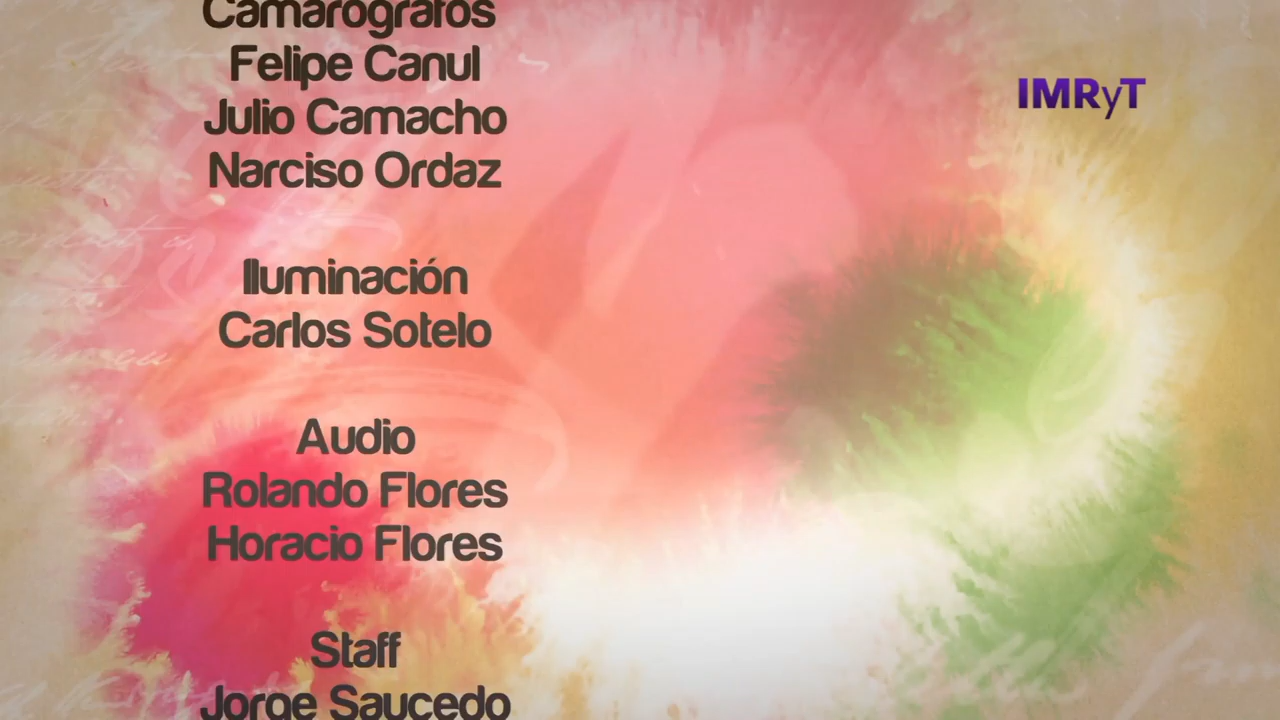 Camarógrafos
Felipe Canul
IMRyT
Julio Camacho
Narciso Ordaz
Iluminación
Carlos Sotelo
Audio
Rolando Flores
Horacio Flores
Staff
Jorge Saucedo